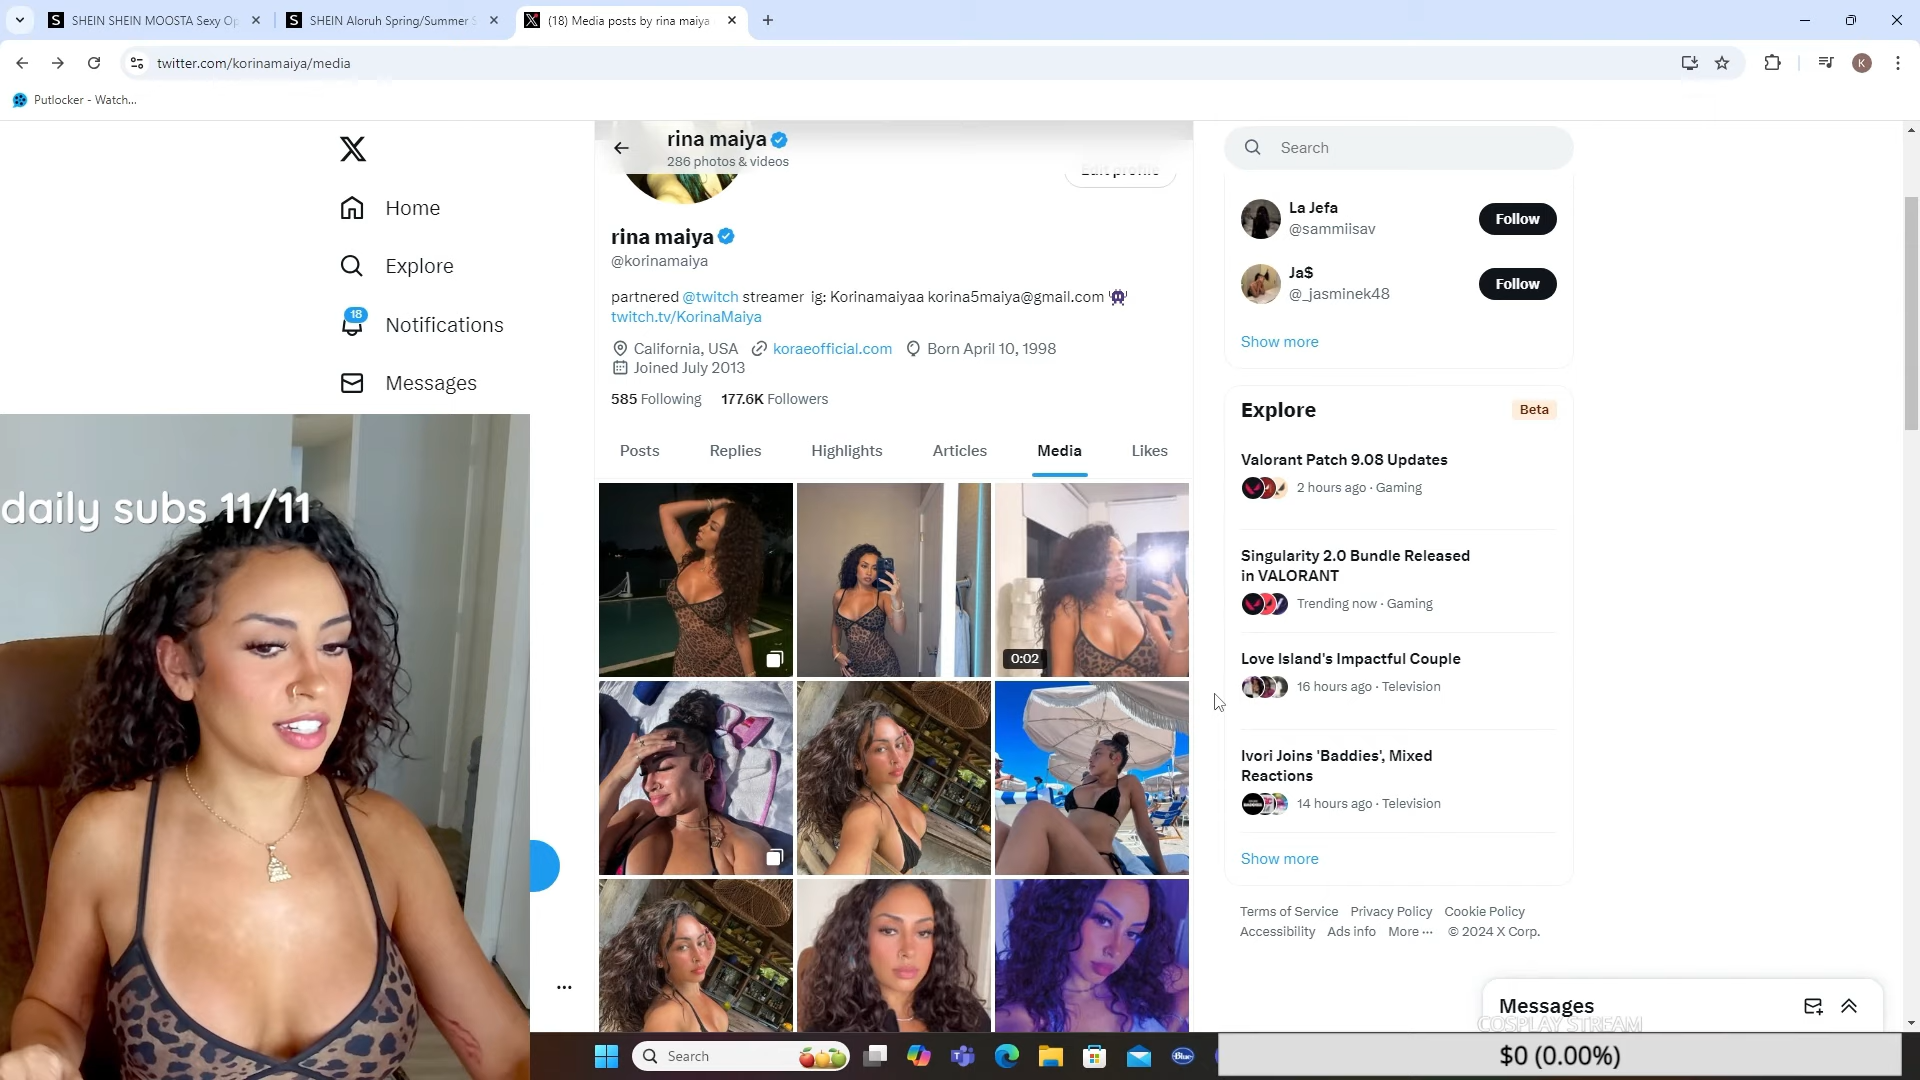 SHEIN SHEIN MOOSTA Sexy Op
SHEIN Aloruh Spring/Summer S
(18) Media posts by rina maiya
twitter.com/korinamaiya/media
K
Putlocker - Watch...
rina maiya
286 photos & videos
Edit profile
Search
Home
Explore
18
Notifications
Messages
rina maiya
@korinamaiya
partnered @twitch streamer ig: Korinamaiyaa korina5maiya@gmail.com
twitch.tv/KorinaMaiya
California, USA koraeofficial.com Born April 10, 1998
Joined July 2013
585 Following 177.6K Followers
Posts Replies Highlights Articles Media Likes
0:02
La Jefa
@sammiisav
Follow
Ja$
@_jasminek48
Follow
Show more
Explore
Beta
Valorant Patch 9.08 Updates
2 hours ago · Gaming
Singularity 2.0 Bundle Released
in VALORANT
Trending now · Gaming
Love Island's Impactful Couple
16 hours ago · Television
Ivori Joins 'Baddies', Mixed
Reactions
14 hours ago · Television
Show more
Terms of Service Privacy Policy Cookie Policy
Accessibility Ads info More ··· © 2024 X Corp.
Messages
COSPLAY STREAM
$0 (0.00%)
daily subs 11/11
Search
Blue